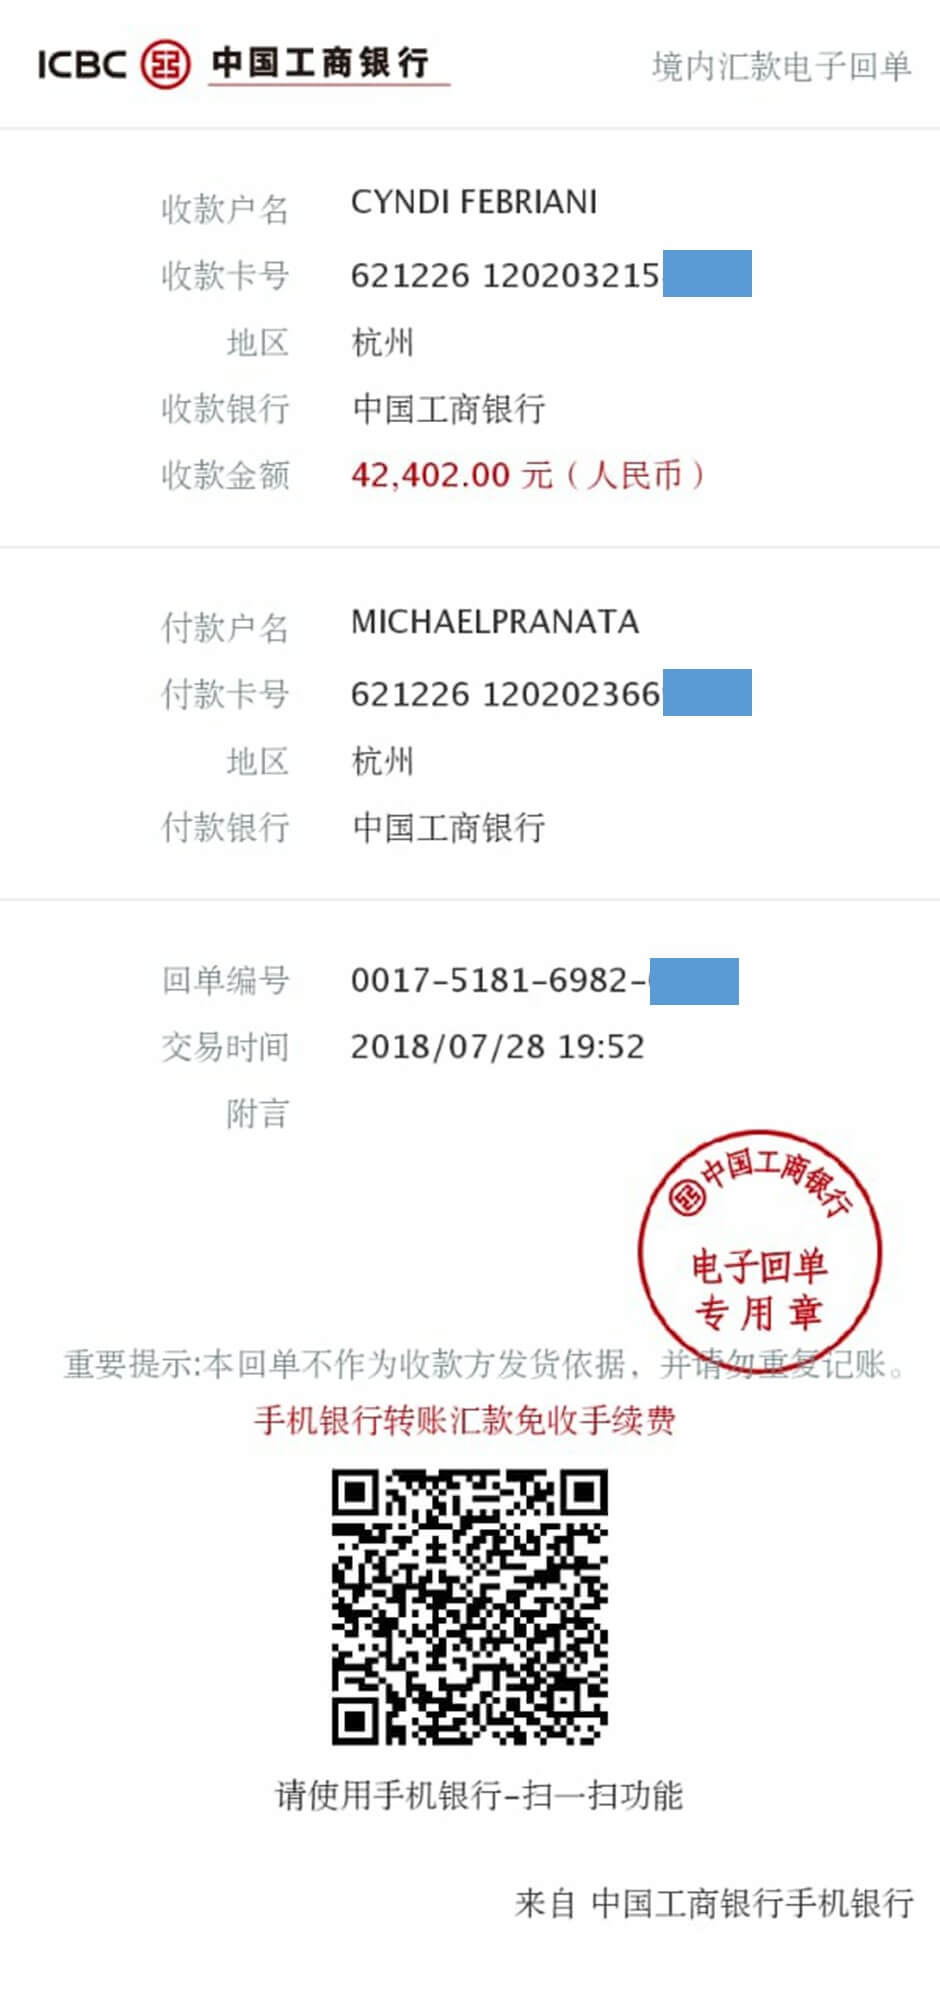 ICBC 中国工商银行 境内汇款电子回单
收款户名 CYNDI FEBRIANI
收款卡号 621226 120203215
地区 杭州
收款银行 中国工商银行
收款金额 42,402.00 元（人民币）
付款户名 MICHAELPRANATA
付款卡号 621226 120202366
地区 杭州
付款银行 中国工商银行
回单编号 0017-5181-6982-
交易时间 2018/07/28 19:52
附言
中国工商银行
电子回单
专用章
重要提示:本回单不作为收款方发货依据，并请勿重复记账。
手机银行转账汇款免收手续费
请使用手机银行-扫一扫功能
来自 中国工商银行手机银行